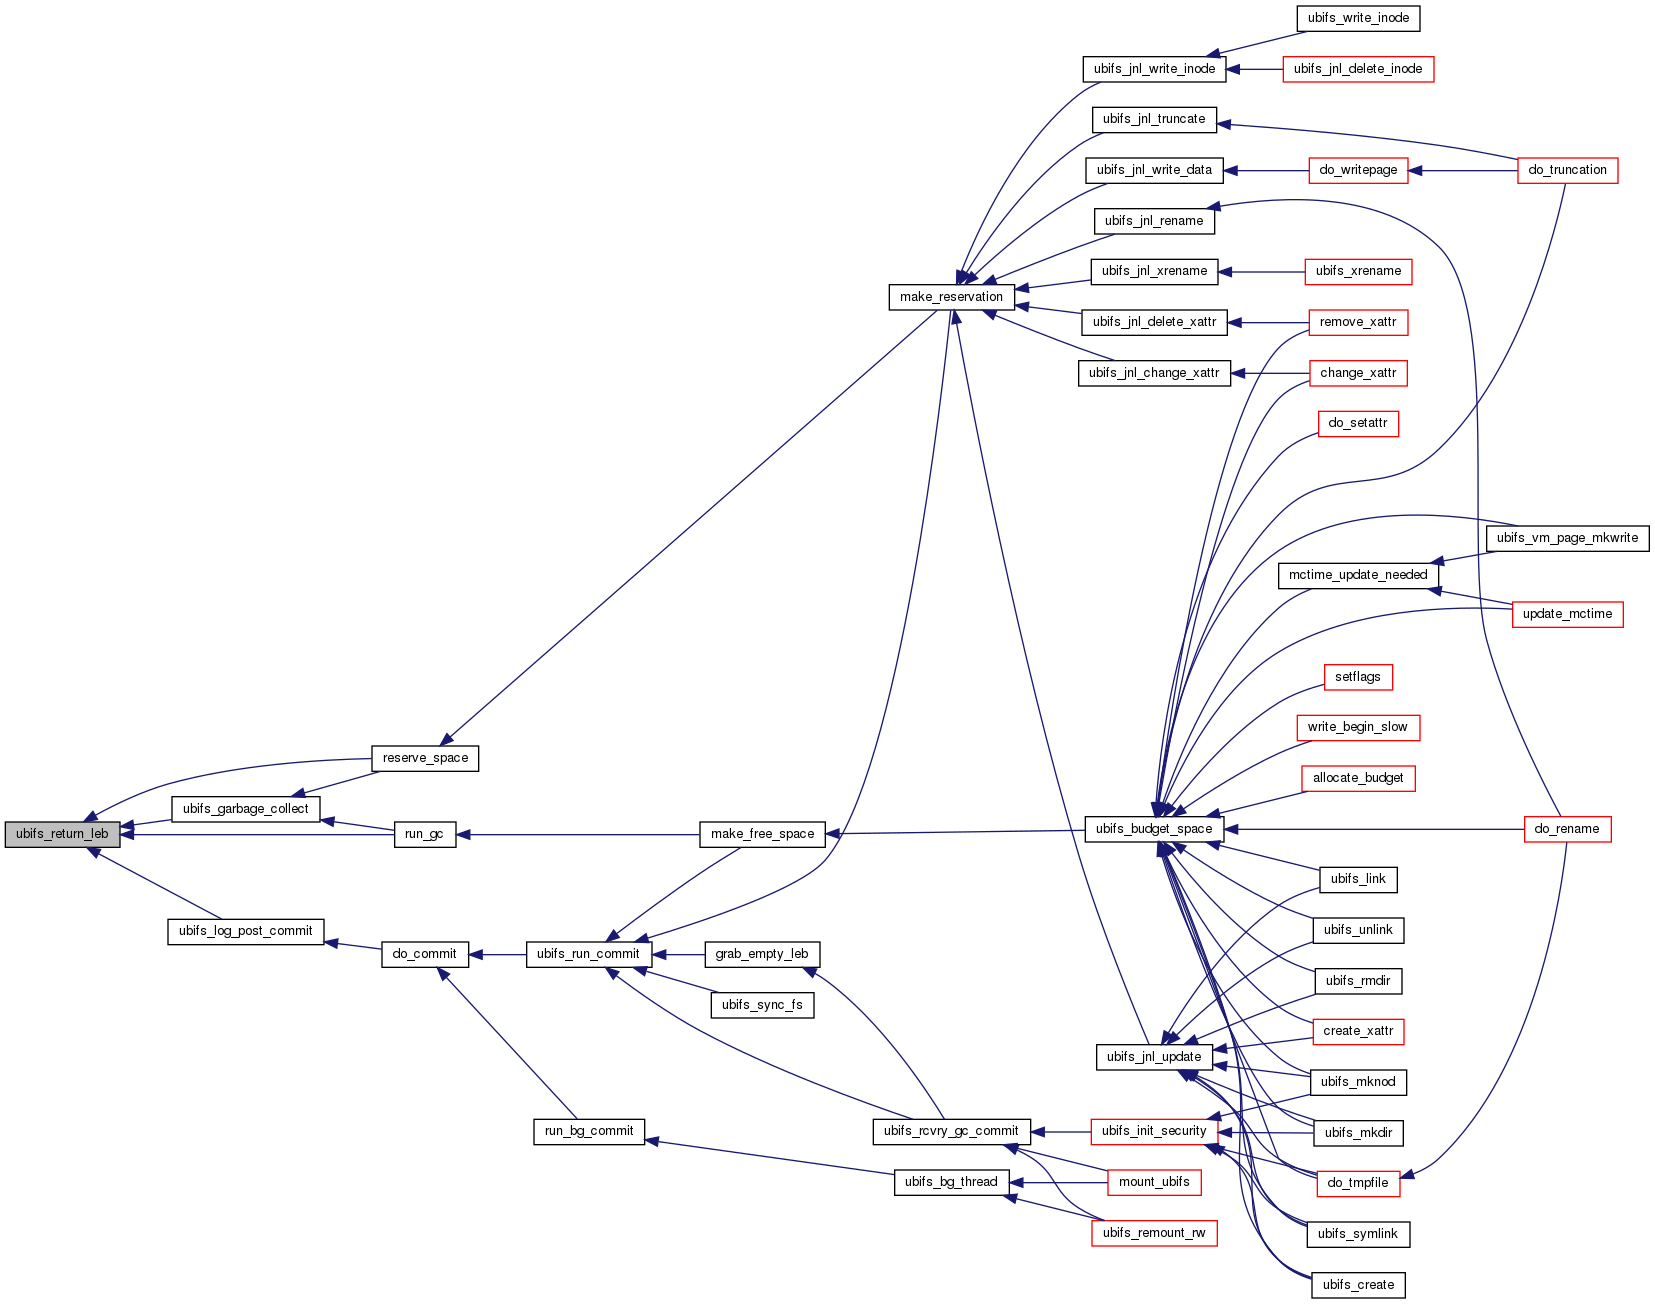 ubifs_write_inode
ubifs_jnl_write_inode
ubifs_jnl_delete_inode
ubifs_jnl_truncate
ubifs_jnl_write_data
do_writepage
do_truncation
ubifs_jnl_rename
ubifs_jnl_xrename
ubifs_xrename
make_reservation
ubifs_jnl_delete_xattr
remove_xattr
ubifs_jnl_change_xattr
change_xattr
do_setattr
ubifs_vm_page_mkwrite
mctime_update_needed
update_mctime
setflags
write_begin_slow
reserve_space
allocate_budget
ubifs_garbage_collect
ubifs_return_leb
run_gc
make_free_space
ubifs_budget_space
do_rename
ubifs_link
ubifs_log_post_commit
ubifs_unlink
do_commit
ubifs_run_commit
grab_empty_leb
ubifs_rmdir
ubifs_sync_fs
create_xattr
ubifs_jnl_update
ubifs_mknod
run_bg_commit
ubifs_rcvry_gc_commit
ubifs_init_security
ubifs_mkdir
ubifs_bg_thread
mount_ubifs
do_tmpfile
ubifs_remount_rw
ubifs_symlink
ubifs_create